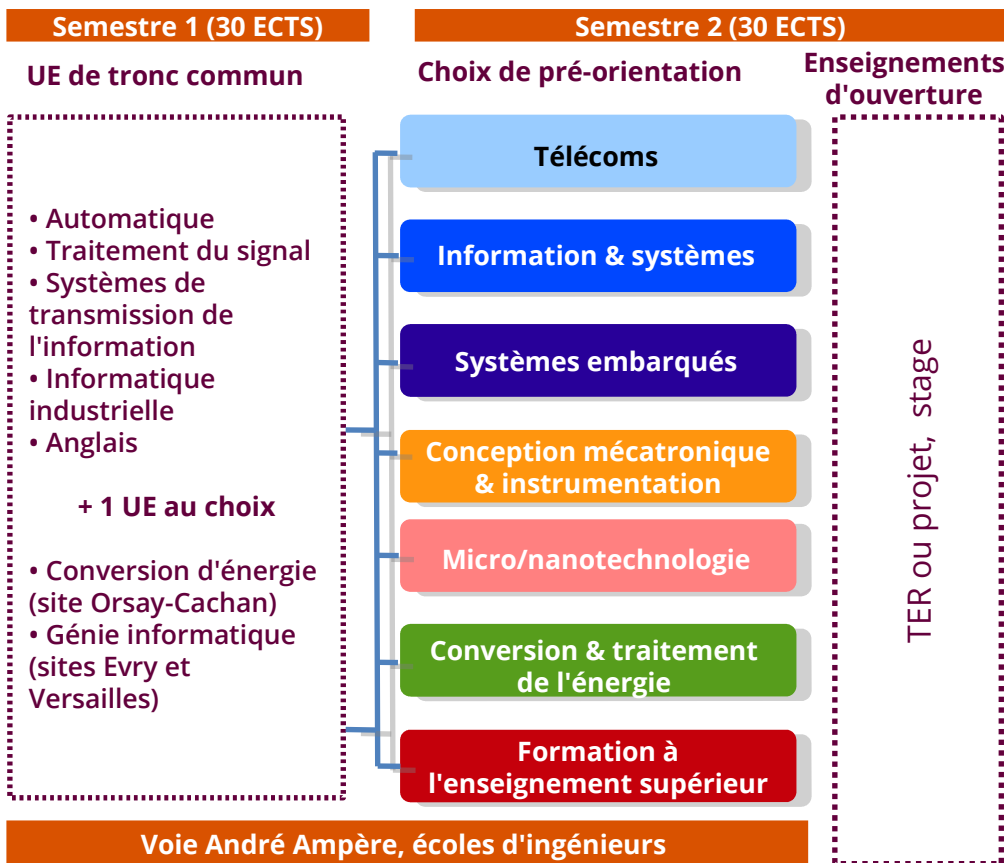 Semestre 1 (30 ECTS)
Semestre 2 (30 ECTS)
UE de tronc commun
Choix de pré-orientation
Enseignements
d'ouverture
• Automatique
• Traitement du signal
• Systèmes de
transmission de
l'information
• Informatique
industrielle
• Anglais
+ 1 UE au choix
• Conversion d'énergie
(site Orsay-Cachan)
• Génie informatique
(sites Evry et
Versailles)
Télécoms
Information & systèmes
Systèmes embarqués
Conception mécatronique
& instrumentation
Micro/nanotechnologie
Conversion & traitement
de l'énergie
Formation à
l'enseignement supérieur
TER ou projet, stage
Voie André Ampère, écoles d'ingénieurs